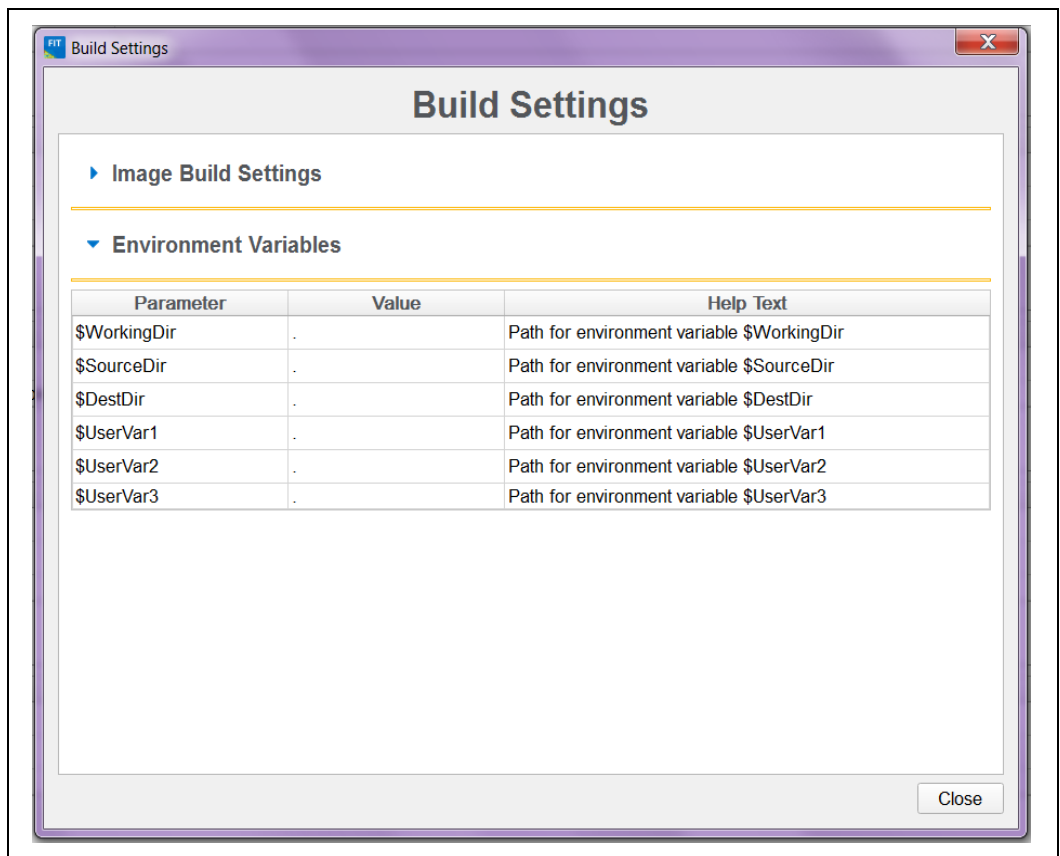 FIT Build Settings
X
Build Settings
Image Build Settings
Environment Variables
Parameter Value Help Text
$WorkingDir . Path for environment variable $WorkingDir
$SourceDir . Path for environment variable $SourceDir
$DestDir . Path for environment variable $DestDir
$UserVar1 . Path for environment variable $UserVar1
$UserVar2 . Path for environment variable $UserVar2
$UserVar3 . Path for environment variable $UserVar3
Close